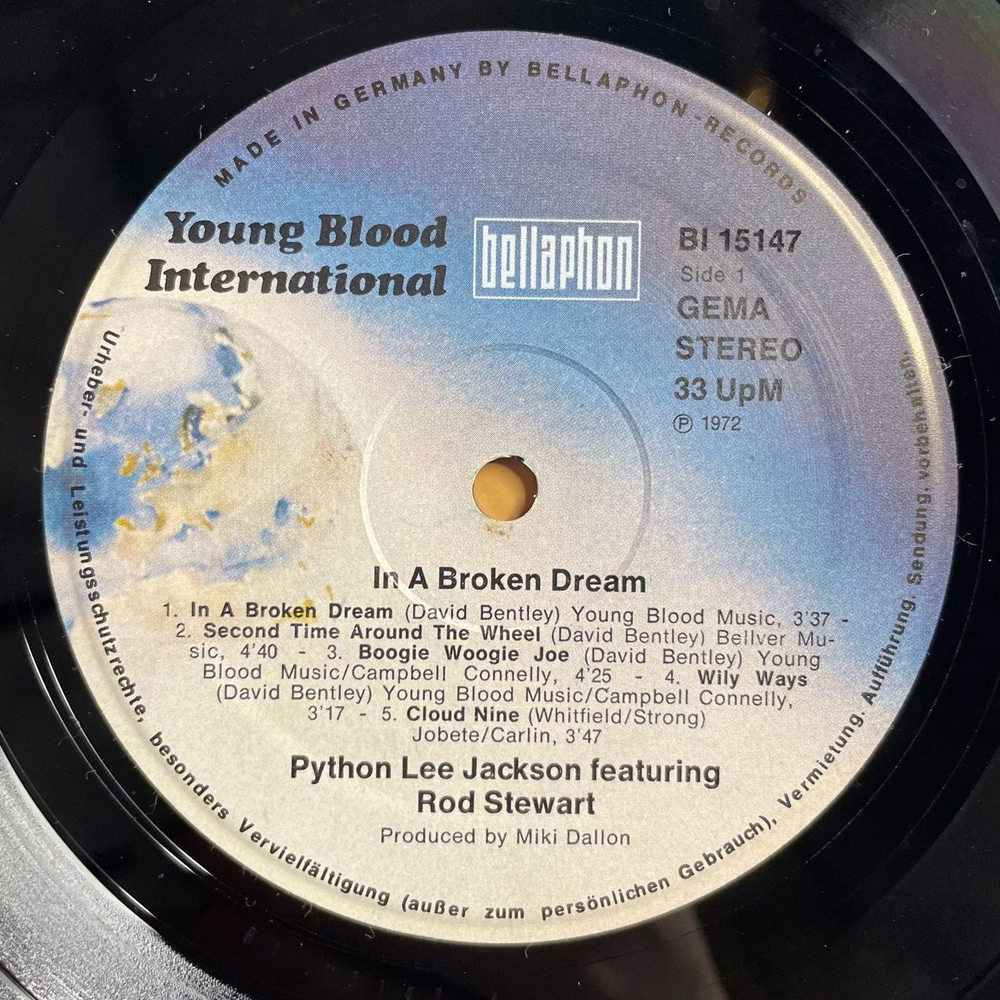 MADE IN GERMANY BY BELLAPHON-RECORDS
Young Blood
International
bellaphon
BI 15147
Side 1
GEMA
STEREO
33 UpM
Ⓟ 1972
In A Broken Dream
1. In A Broken Dream (David Bentley) Young Blood Music, 3'37 -
2. Second Time Around The Wheel (David Bentley) Bellver Mu-
sic, 4'40 - 3. Boogie Woogie Joe (David Bentley) Young
Blood Music/Campbell Connelly, 4'25 - 4. Wily Ways
(David Bentley) Young Blood Music/Campbell Connelly,
3'17 - 5. Cloud Nine (Whitfield/Strong)
Jobete/Carlin, 3'47
Python Lee Jackson featuring
Rod Stewart
Produced by Miki Dallon
Urheber- und Leistungsschutzrechte, besonders Vervielfältigung (außer zum persönlichen Gebrauch), Vermietung. Aufführung. Sendung, vorbehalten.